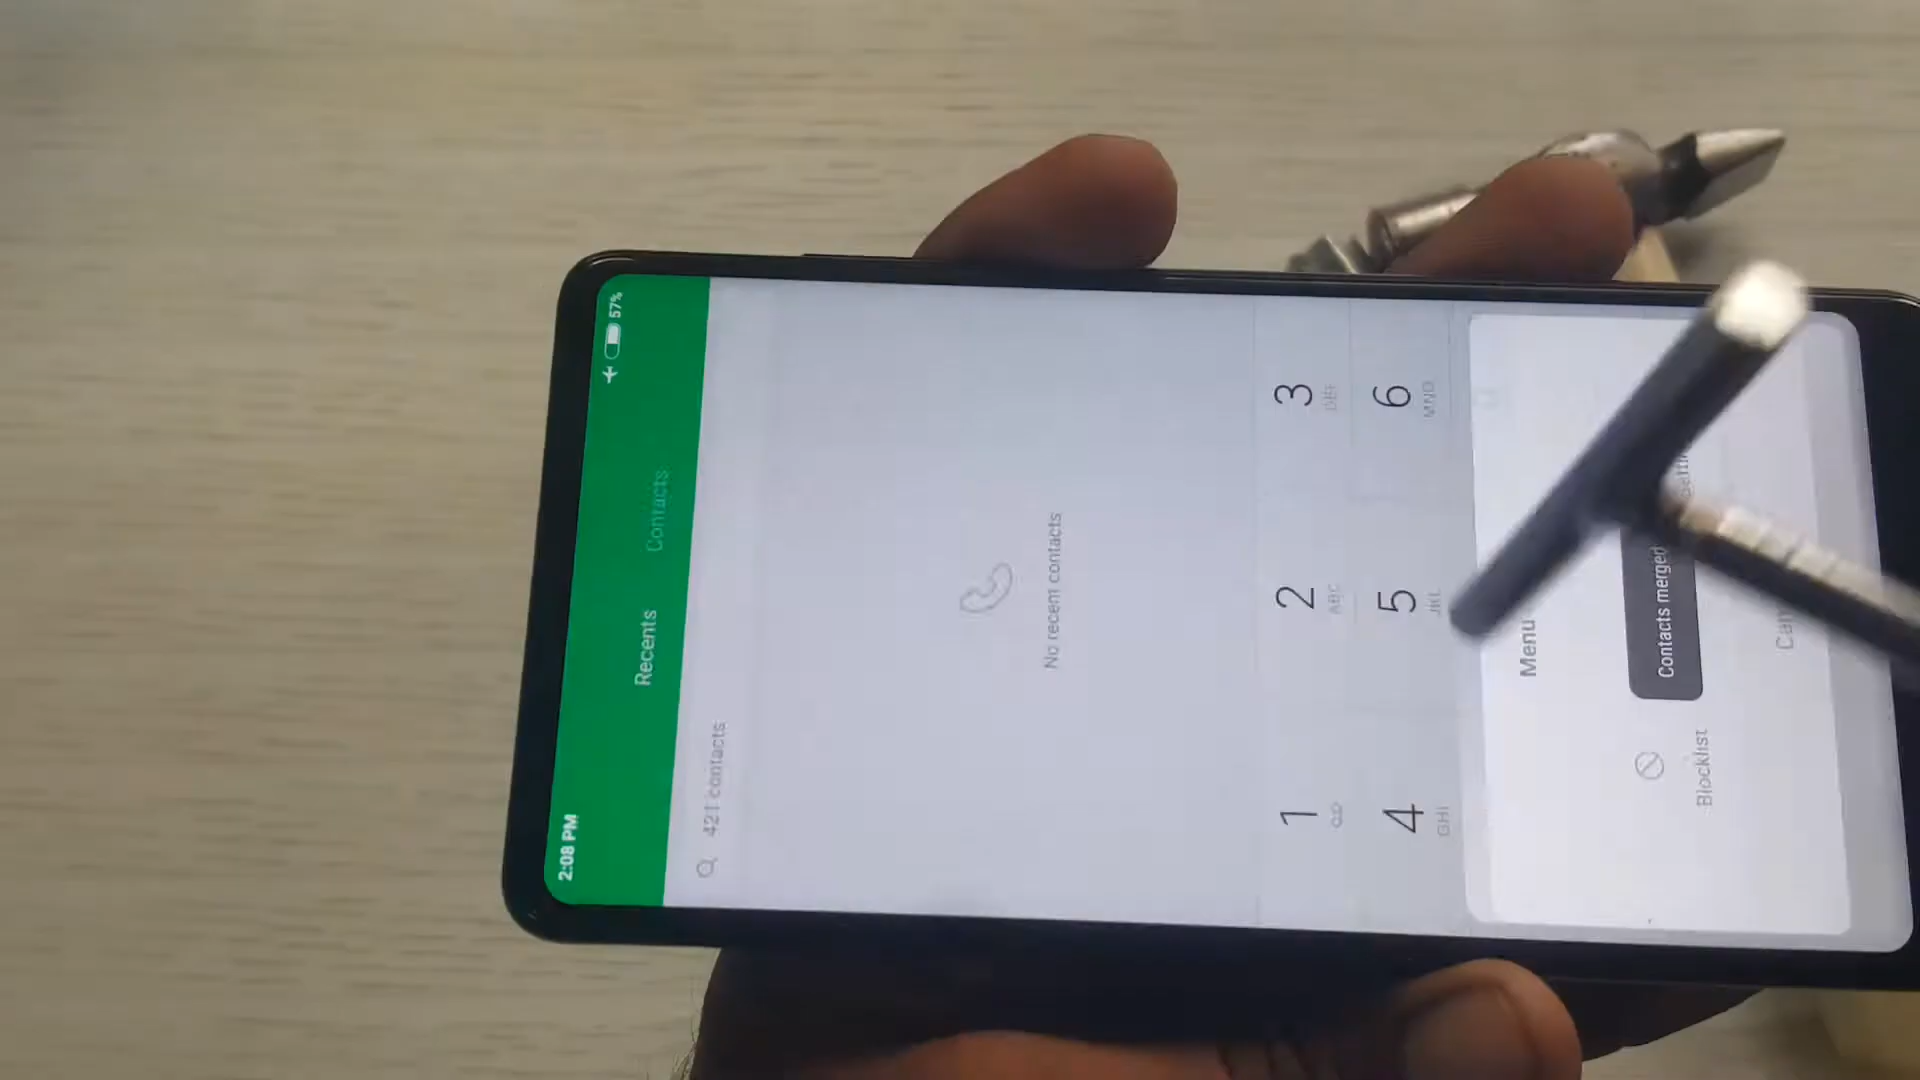 2:08 PM
57%
Recents
Contacts
421 contacts
No recent contacts
1
2
ABC
3
DEF
4
GHI
5
JKL
6
MNO
Menu
Contacts merged
Blocklist